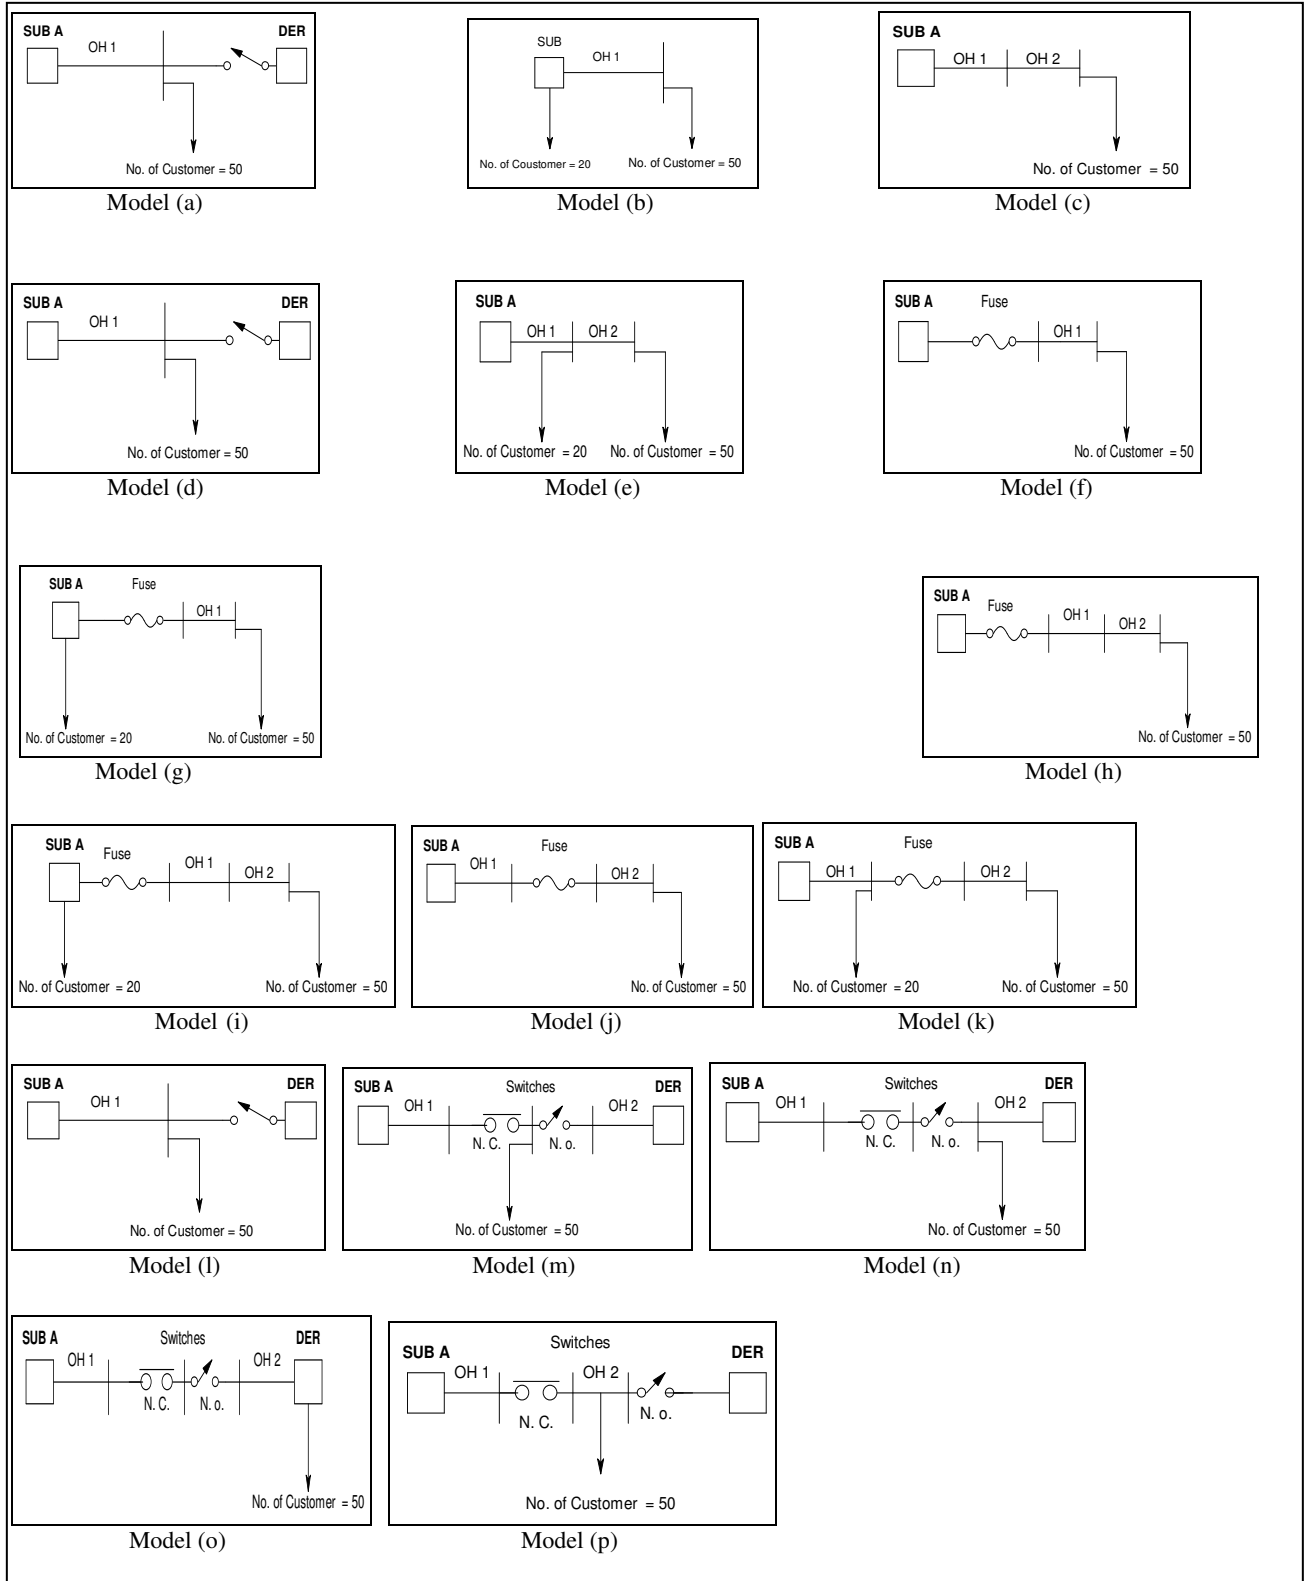 SUB A
DER
OH 1
No. of Customer = 50
Model (a)
SUB
OH 1
No. of Coustomer = 20
No. of Customer = 50
Model (b)
SUB A
OH 1
OH 2
No. of Customer = 50
Model (c)
SUB A
DER
OH 1
No. of Customer = 50
Model (d)
SUB A
OH 1
OH 2
No. of Customer = 20
No. of Customer = 50
Model (e)
SUB A
Fuse
OH 1
No. of Customer = 50
Model (f)
SUB A
Fuse
OH 1
No. of Customer = 20
No. of Customer = 50
Model (g)
SUB A
Fuse
OH 1
OH 2
No. of Customer = 50
Model (h)
SUB A
Fuse
OH 1
OH 2
No. of Customer = 20
No. of Customer = 50
Model (i)
SUB A
OH 1
Fuse
OH 2
No. of Customer = 50
Model (j)
SUB A
OH 1
Fuse
OH 2
No. of Customer = 20
No. of Customer = 50
Model (k)
SUB A
DER
OH 1
No. of Customer = 50
Model (l)
SUB A
Switches
DER
OH 1
OH 2
N. C.
N. o.
No. of Customer = 50
Model (m)
SUB A
Switches
DER
OH 1
OH 2
N. C.
N. o.
No. of Customer = 50
Model (n)
SUB A
Switches
DER
OH 1
OH 2
N. C.
N. o.
No. of Customer = 50
Model (o)
Switches
SUB A
DER
OH 1
OH 2
N. C.
N. o.
No. of Customer = 50
Model (p)